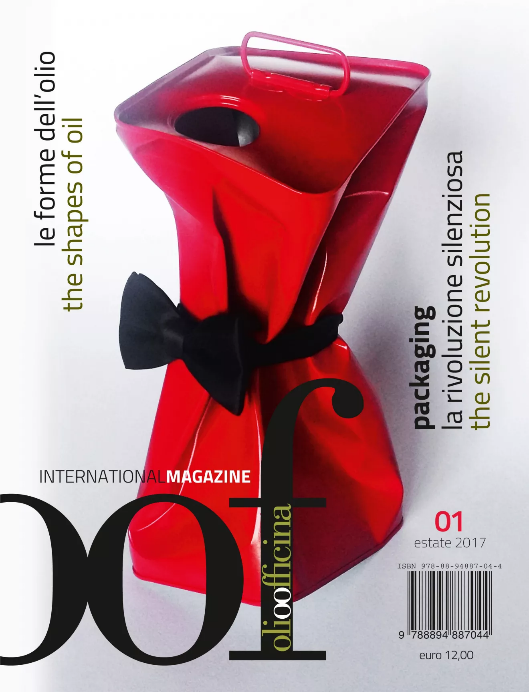 le forme dell'olio
the shapes of oil
packaging
la rivoluzione silenziosa
the silent revolution
INTERNATIONALMAGAZINE
oof
olioofficina
01
estate 2017
ISBN 978-88-94887-04-4
9 788894 887044
euro 12,00